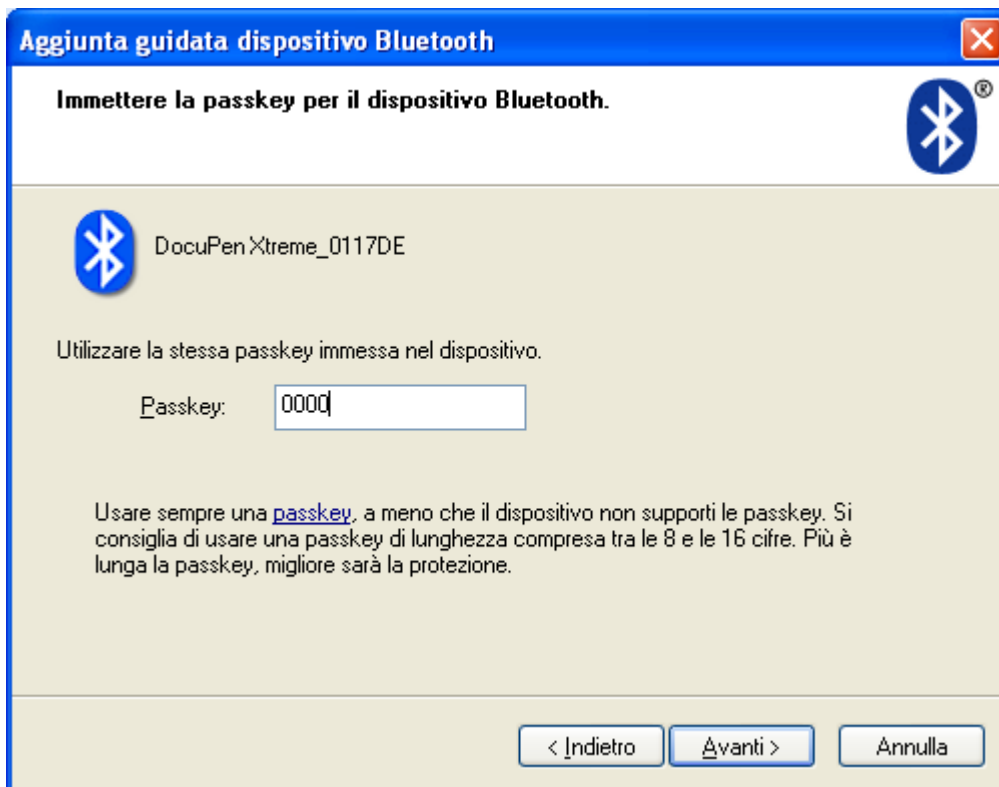 Aggiunta guidata dispositivo Bluetooth
Immettere la passkey per il dispositivo Bluetooth.
®
DocuPen Xtreme_0117DE
Utilizzare la stessa passkey immessa nel dispositivo.
Passkey: 0000
Usare sempre una passkey, a meno che il dispositivo non supporti le passkey. Si
consiglia di usare una passkey di lunghezza compresa tra le 8 e le 16 cifre. Più è
lunga la passkey, migliore sarà la protezione.
< Indietro Avanti > Annulla